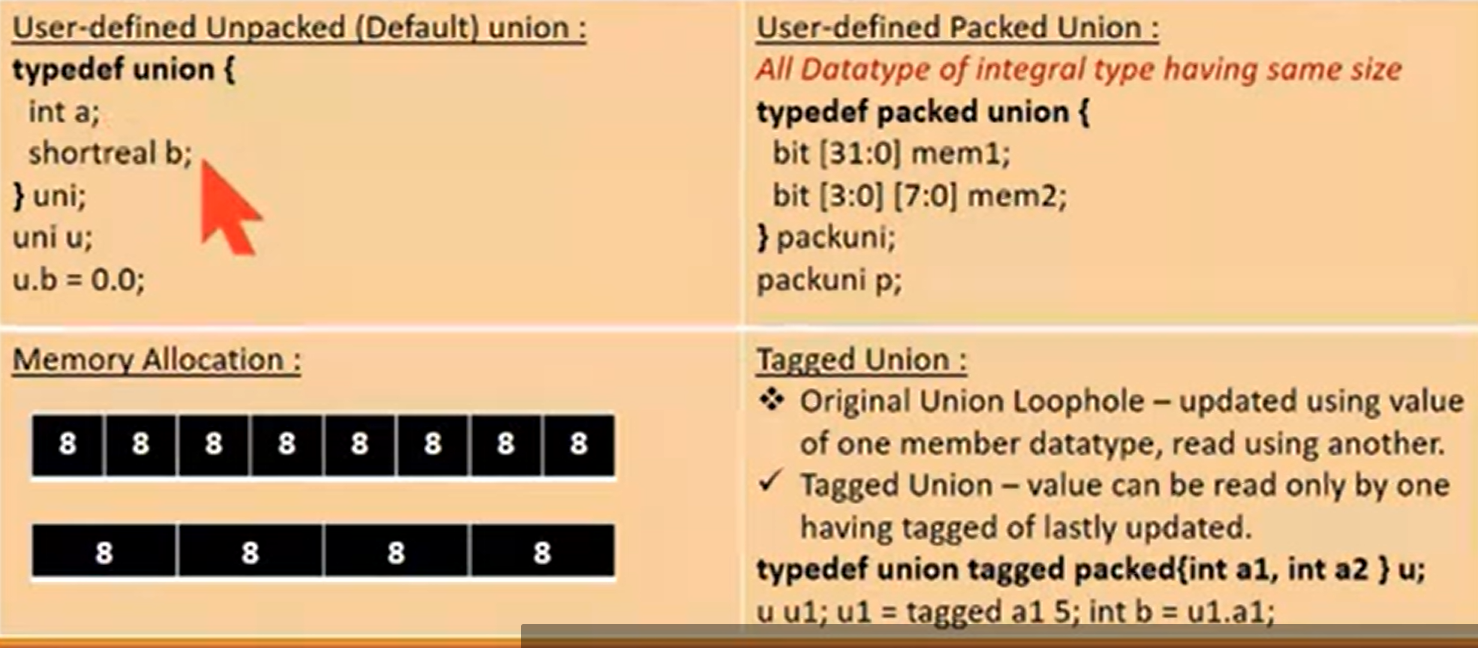 User-defined Unpacked (Default) union :
typedef union {
int a;
shortreal b;
} uni;
uni u;
u.b = 0.0;
User-defined Packed Union :
All Datatype of integral type having same size
typedef packed union {
bit [31:0] mem1;
bit [3:0] [7:0] mem2;
} packuni;
packuni p;
Memory Allocation :
8 8 8 8 8 8 8 8
8 8 8 8
Tagged Union :
❖ Original Union Loophole – updated using value
of one member datatype, read using another.
✓ Tagged Union – value can be read only by one
having tagged of lastly updated.
typedef union tagged packed{int a1, int a2 } u;
u u1; u1 = tagged a1 5; int b = u1.a1;